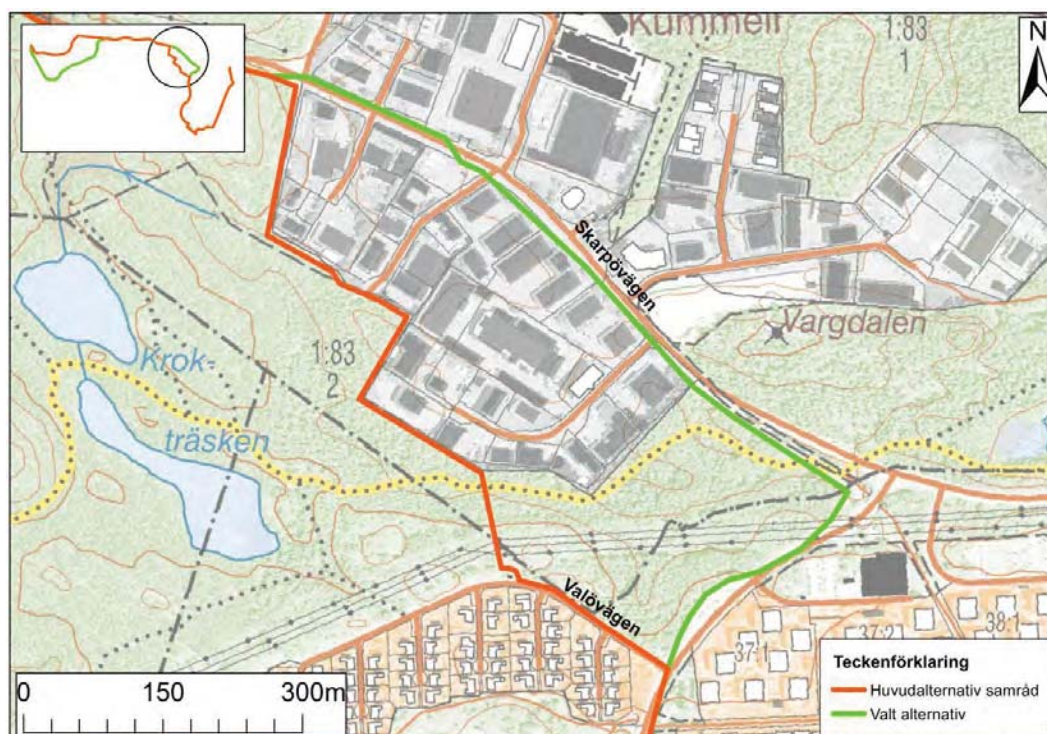 Kummell
N
1:83
1
Skarpövägen
Vargdalen
1:83
2
Krok-
träsken
Valövägen
37:1
37:2
38:1
0 150 300m
Teckenförklaring
Huvudalternativ samråd
Valt alternativ